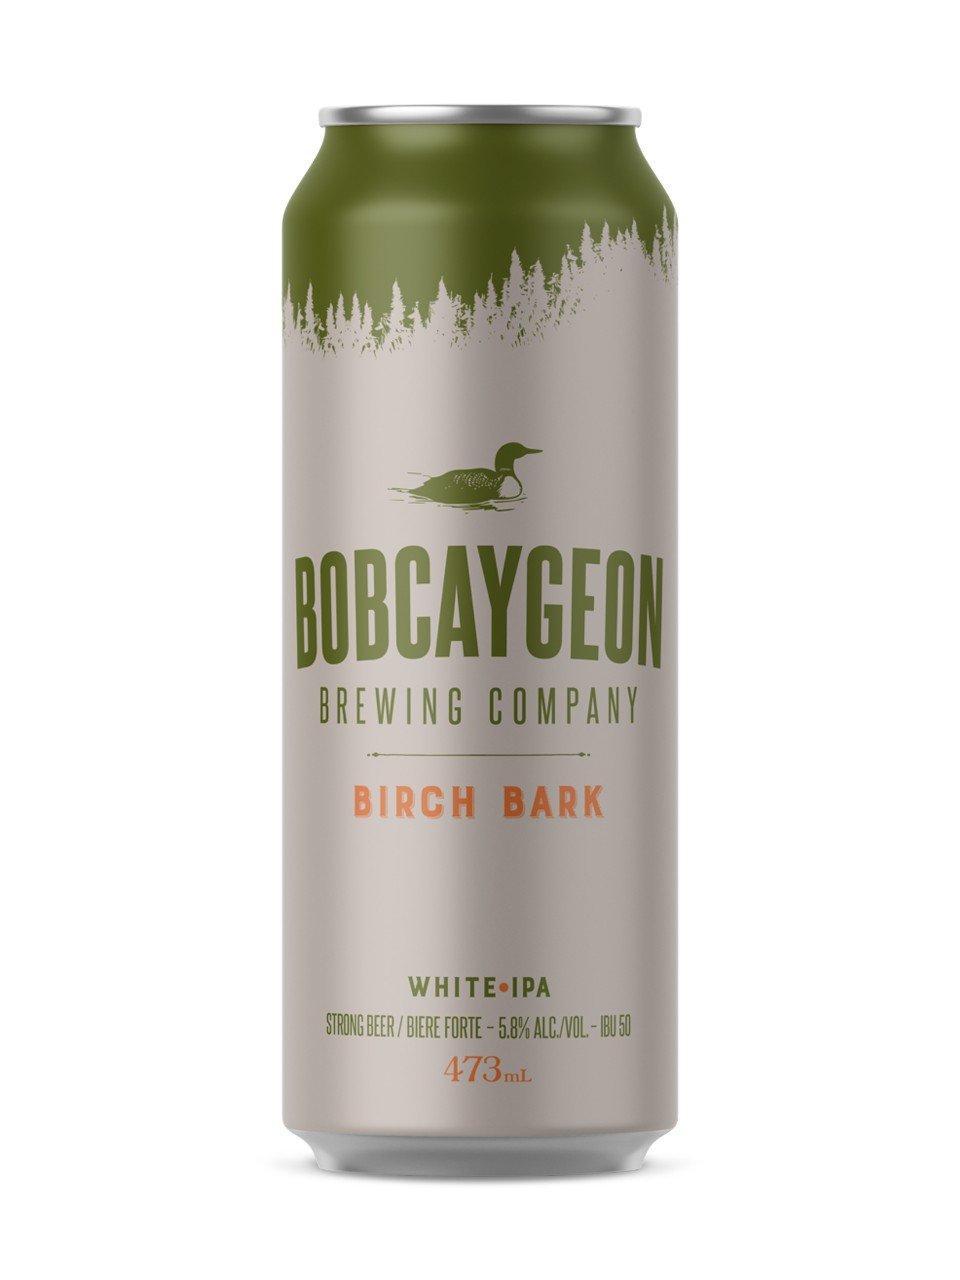 BOBCAYGEON
BREWING COMPANY
BIRCH BARK
WHITE•IPA
STRONG BEER / BIERE FORTE – 5.8% ALC./VOL. – IBU 50
473mL